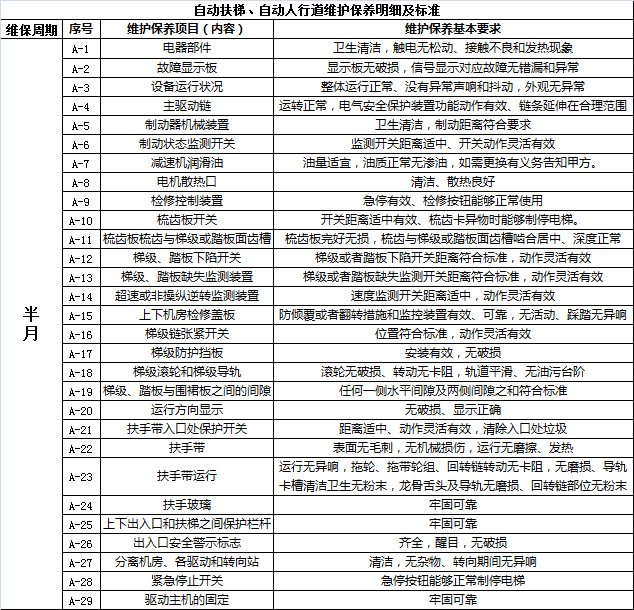 自动扶梯、自动人行道维护保养明细及标准
维保周期 序号 维护保养项目（内容） 维护保养基本要求
半月
A-1 电器部件 卫生清洁，触电无松动、接触不良和发热现象
A-2 故障显示板 显示板无破损，信号显示对应故障无错漏和异常
A-3 设备运行状况 整体运行正常、没有异常声响和抖动，外观无异常
A-4 主驱动链 运转正常，电气安全保护装置功能动作有效、链条延伸在合理范围
A-5 制动器机械装置 卫生清洁，制动距离符合要求
A-6 制动状态监测开关 监测开关距离适中、开关动作灵活有效
A-7 减速机润滑油 油量适宜，油质正常无渗油，如需更换有义务告知甲方。
A-8 电机散热口 清洁、散热良好
A-9 检修控制装置 急停有效、检修按钮能够正常使用
A-10 梳齿板开关 开关距离适中有效、梳齿卡异物时能够制停电梯。
A-11 梳齿板梳齿与梯级或踏板面齿槽 梳齿板完好无损，梳齿与梯级或踏板面齿槽啮合居中、深度正常
A-12 梯级、踏板下陷开关 梯级或者踏板下陷开关距离符合标准，动作灵活有效
A-13 梯级、踏板缺失监测装置 梯级或者踏板缺失监测开关距离符合标准，动作灵活有效
A-14 超速或非操纵逆转监测装置 速度监测开关距离适中，动作灵活有效
A-15 上下机房检修盖板 防倾覆或者翻转措施和监控装置有效、可靠，无活动、踩踏无异响
A-16 梯级链张紧开关 位置符合标准，动作灵活有效
A-17 梯级防护挡板 安装有效，无破损
A-18 梯级滚轮和梯级导轨 滚轮无破损、转动无卡阻，轨道平滑、无油污台阶
A-19 梯级、踏板与围裙板之间的间隙 任何一侧水平间隙及两侧间隙之和符合标准
A-20 运行方向显示 无破损、显示正确
A-21 扶手带入口处保护开关 距离适中、动作灵活有效，清除入口处垃圾
A-22 扶手带 表面无毛刺，无机械损伤，运行无磨擦、发热
A-23 扶手带运行 运行无异响，拖轮、拖带轮组、回转链转动无卡阻，无磨损、导轨
卡槽清洁卫生无粉末，龙骨舌头及导轨无磨损、回转链部位无粉末
A-24 扶手玻璃 牢固可靠
A-25 上下出入口和扶梯之间保护栏杆 牢固可靠
A-26 出入口安全警示标志 齐全，醒目，无破损
A-27 分离机房、各驱动和转向站 清洁，无杂物、转向期间无异响
A-28 紧急停止开关 急停按钮能够正常制停电梯
A-29 驱动主机的固定 牢固可靠